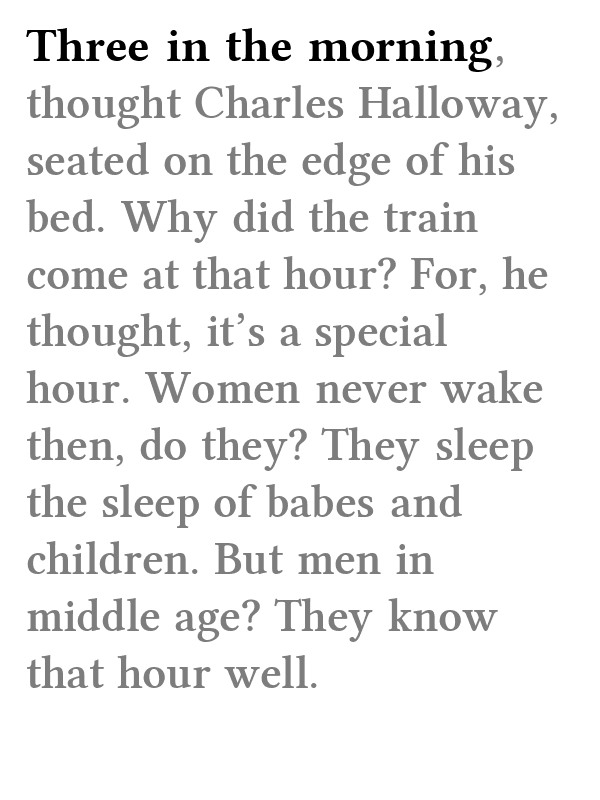 Three in the morning,
thought Charles Halloway,
seated on the edge of his
bed. Why did the train
come at that hour? For, he
thought, it’s a special
hour. Women never wake
then, do they? They sleep
the sleep of babes and
children. But men in
middle age? They know
that hour well.